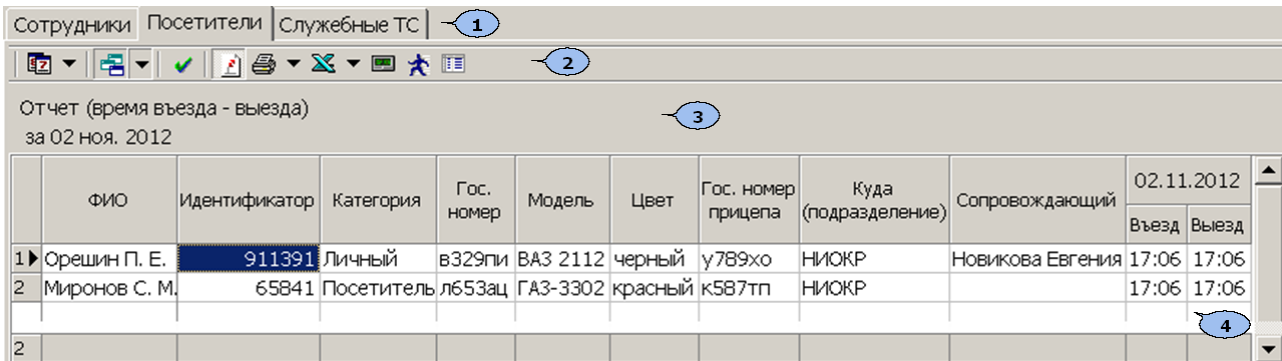 Сотрудники Посетители Служебные ТС 1
2
Отчет (время въезда - выезда) 3
за 02 ноя. 2012
ФИО Идентификатор Категория Гос. номер Модель Цвет Гос. номер прицепа Куда (подразделение) Сопровождающий 02.11.2012
Въезд Выезд
1 Орешин П. Е. 911391 Личный в329пи ВАЗ 2112 черный у789хо НИОКР Новикова Евгения 17:06 17:06
2 Миронов С. М. 65841 Посетитель л653ац ГАЗ-3302 красный к587тп НИОКР 17:06 17:06
4
2